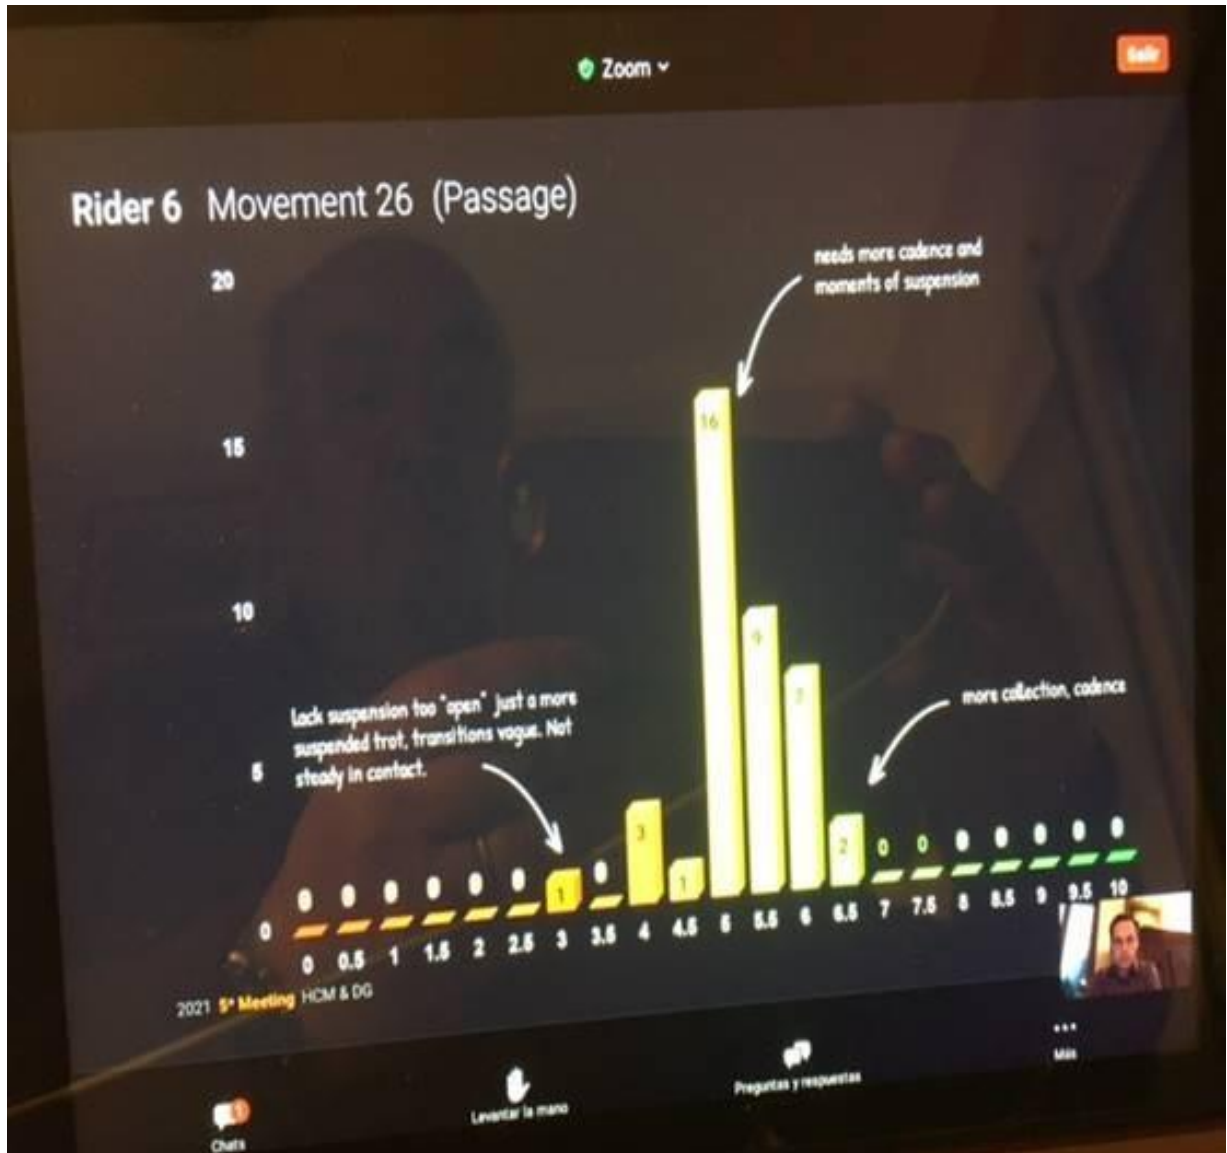 Zoom
Salir
Rider 6 Movement 26 (Passage)
needs more cadence and
moments of suspension
20
15
10
5
0
lack suspension too "open" just a more
suspended trot, transitions vague. Not
steady in contact.
more collection, cadence
0 0 0 0 0 0 1 0 3 1 16 9 7 2 0 0 0 0 0 0 0
0 0.5 1 1.5 2 2.5 3 3.5 4 4.5 5 5.5 6 6.5 7 7.5 8 8.5 9 9.5 10
2021 5* Meeting HCM & DG
Chats
Levantar la mano
Preguntas y respuestas
Más